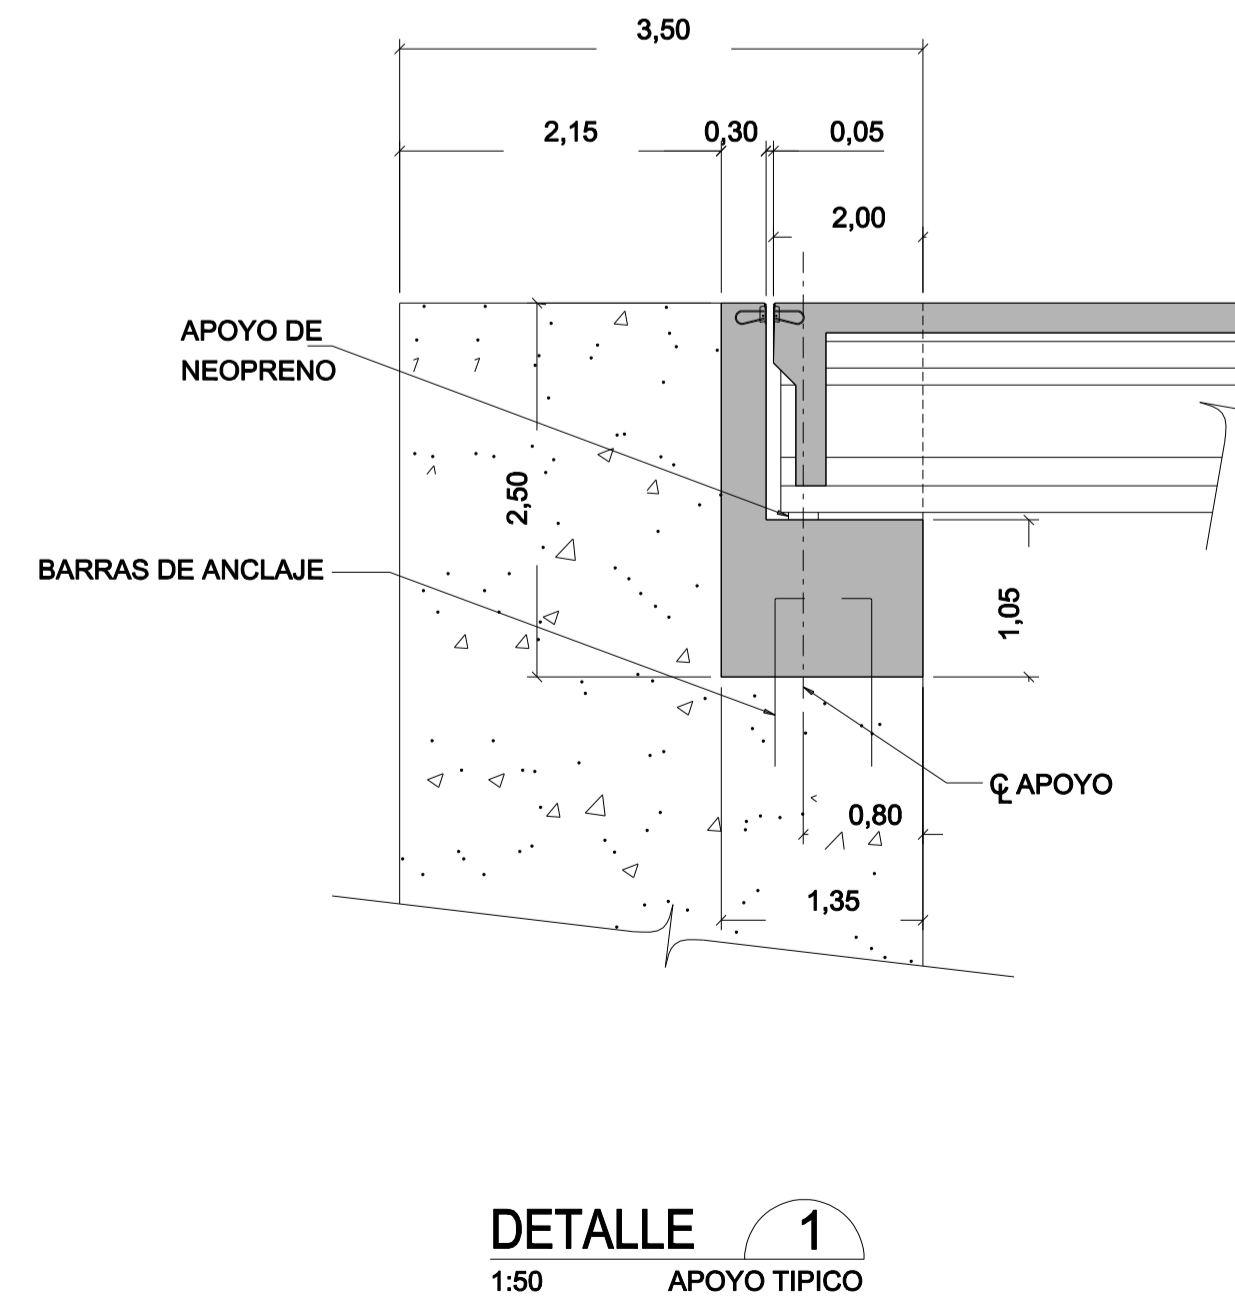 3,50
2,15
0,30
0,05
2,00
APOYO DE
NEOPRENO
2,50
BARRAS DE ANCLAJE
1,05
℄ APOYO
0,80
1,35
DETALLE 1
1:50 APOYO TIPICO